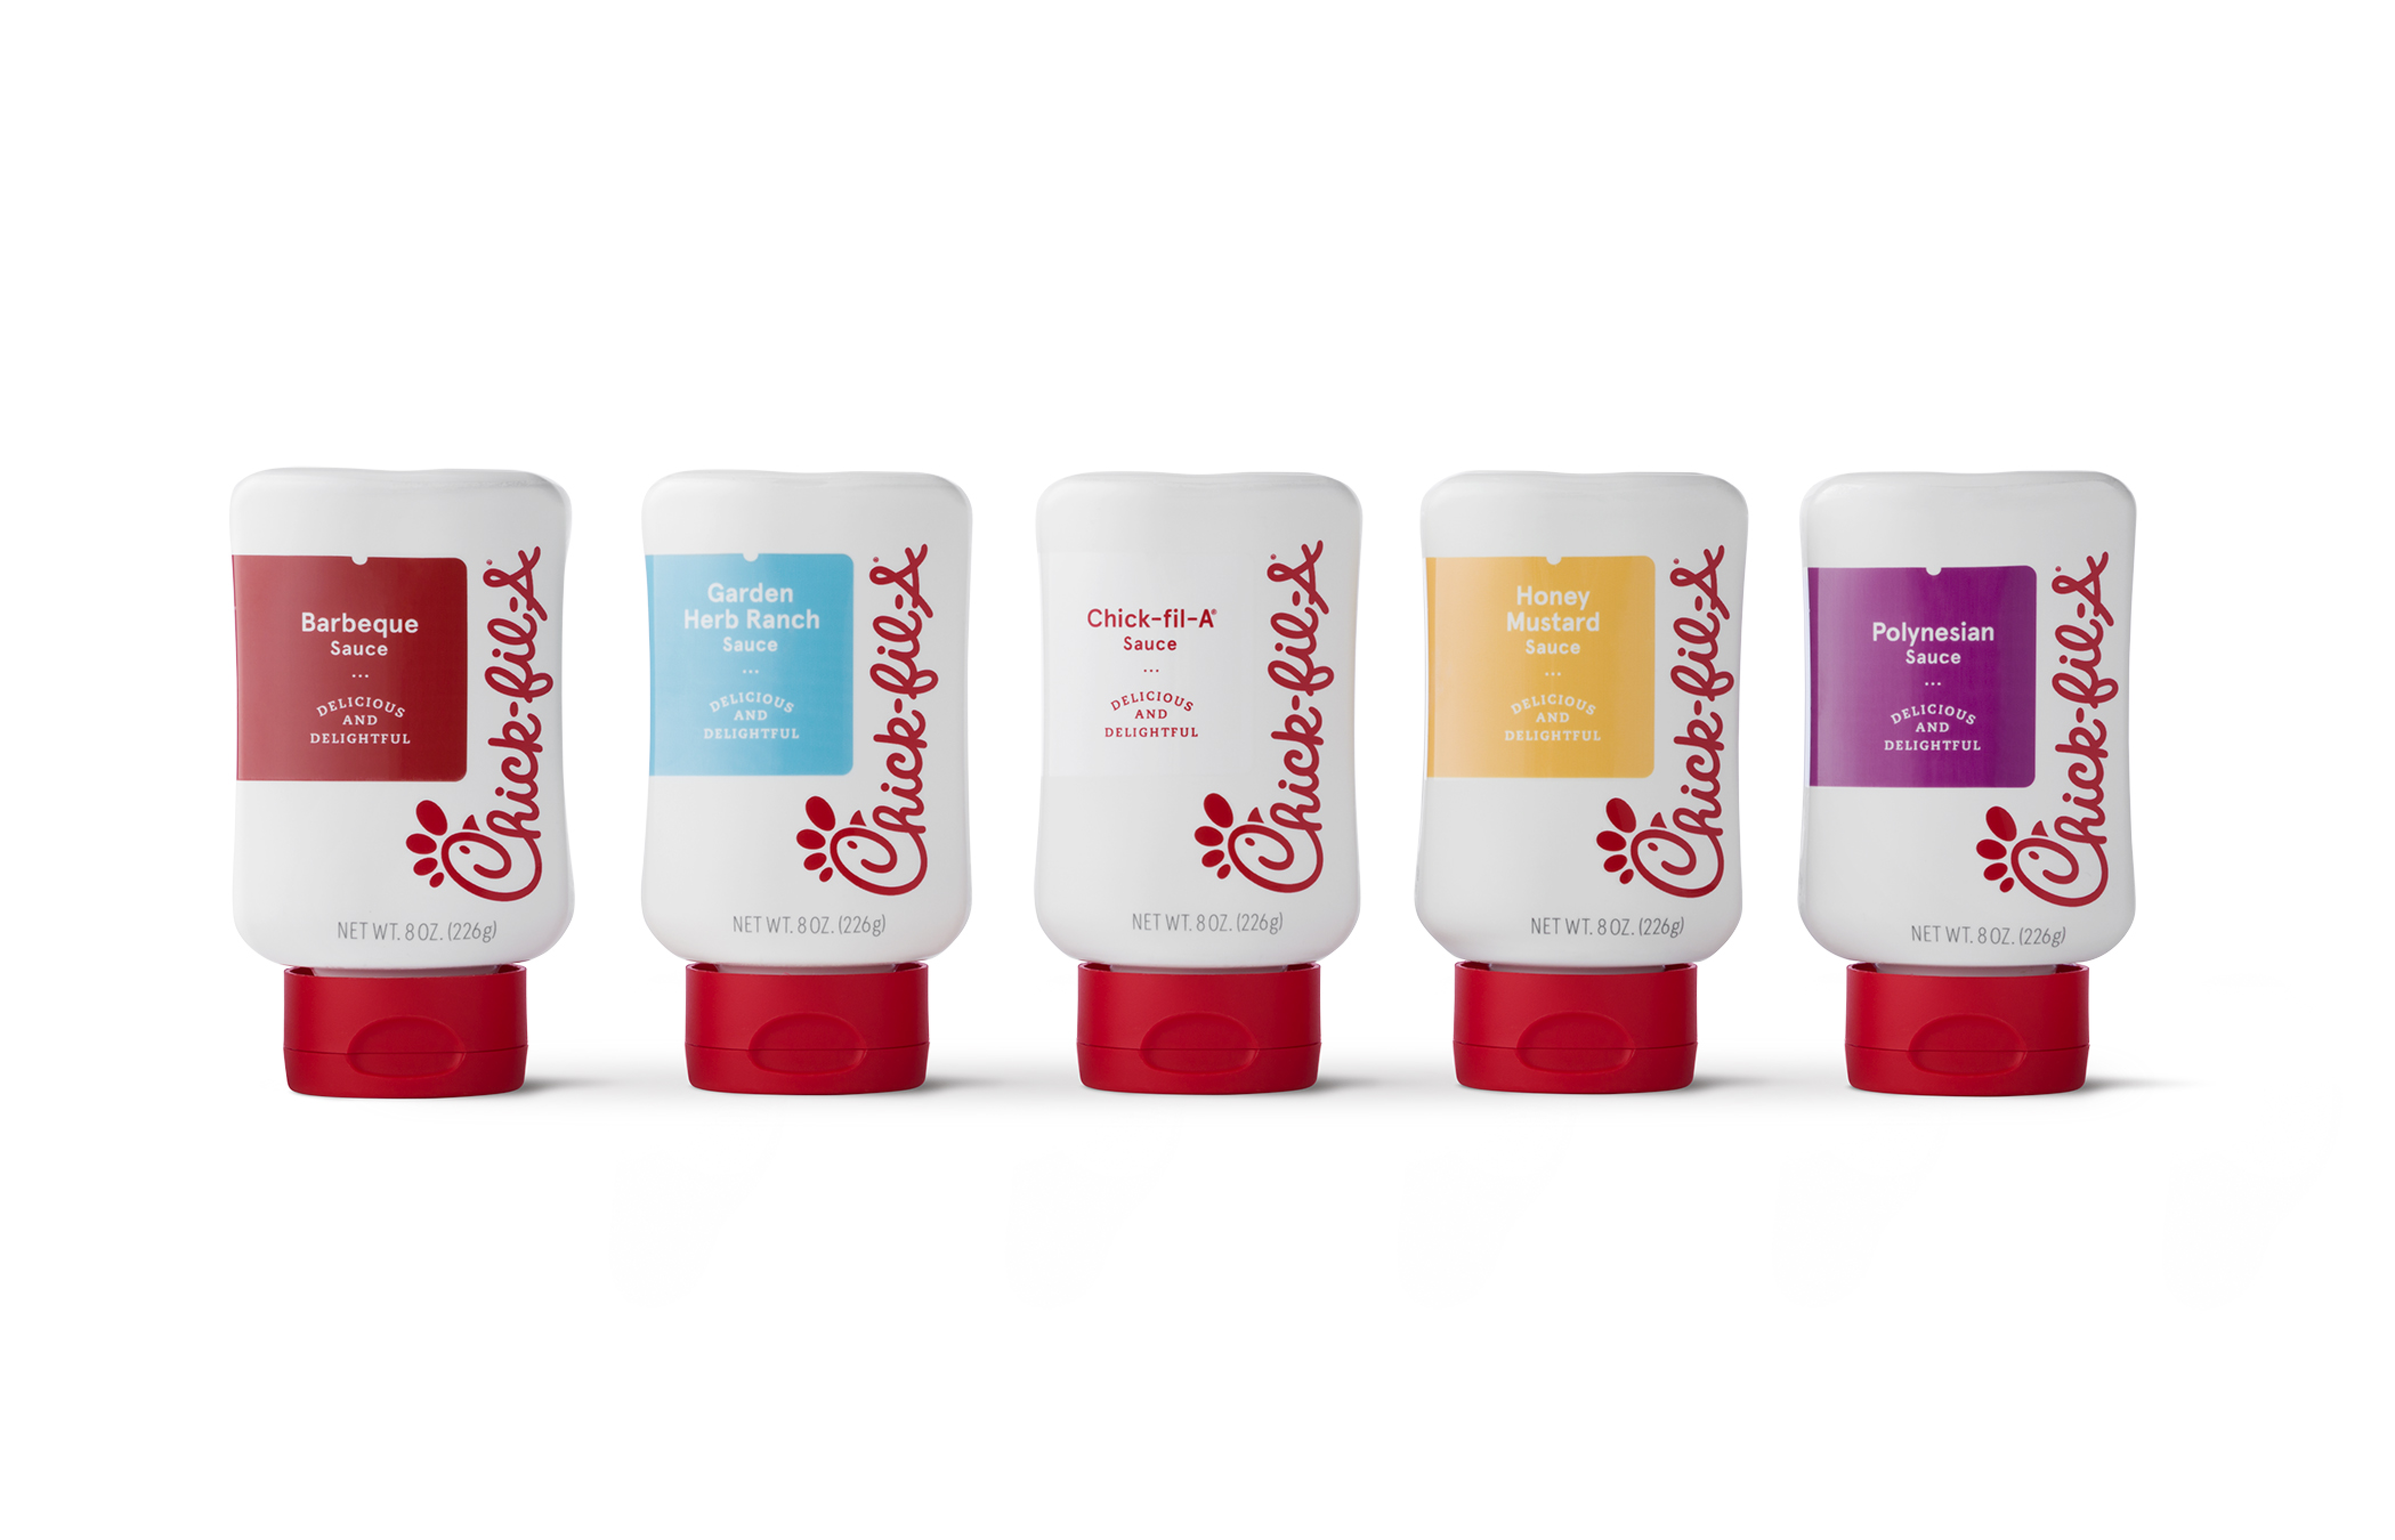 Barbeque
Sauce
...
DELICIOUS
AND
DELIGHTFUL
Chick-fil-A®
NET WT. 8 OZ. (226g)
Garden
Herb Ranch
Sauce
...
DELICIOUS
AND
DELIGHTFUL
Chick-fil-A®
NET WT. 8 OZ. (226g)
Chick-fil-A®
Sauce
...
DELICIOUS
AND
DELIGHTFUL
Chick-fil-A®
NET WT. 8 OZ. (226g)
Honey
Mustard
Sauce
...
DELICIOUS
AND
DELIGHTFUL
Chick-fil-A®
NET WT. 8 OZ. (226g)
Polynesian
Sauce
...
DELICIOUS
AND
DELIGHTFUL
Chick-fil-A®
NET WT. 8 OZ. (226g)